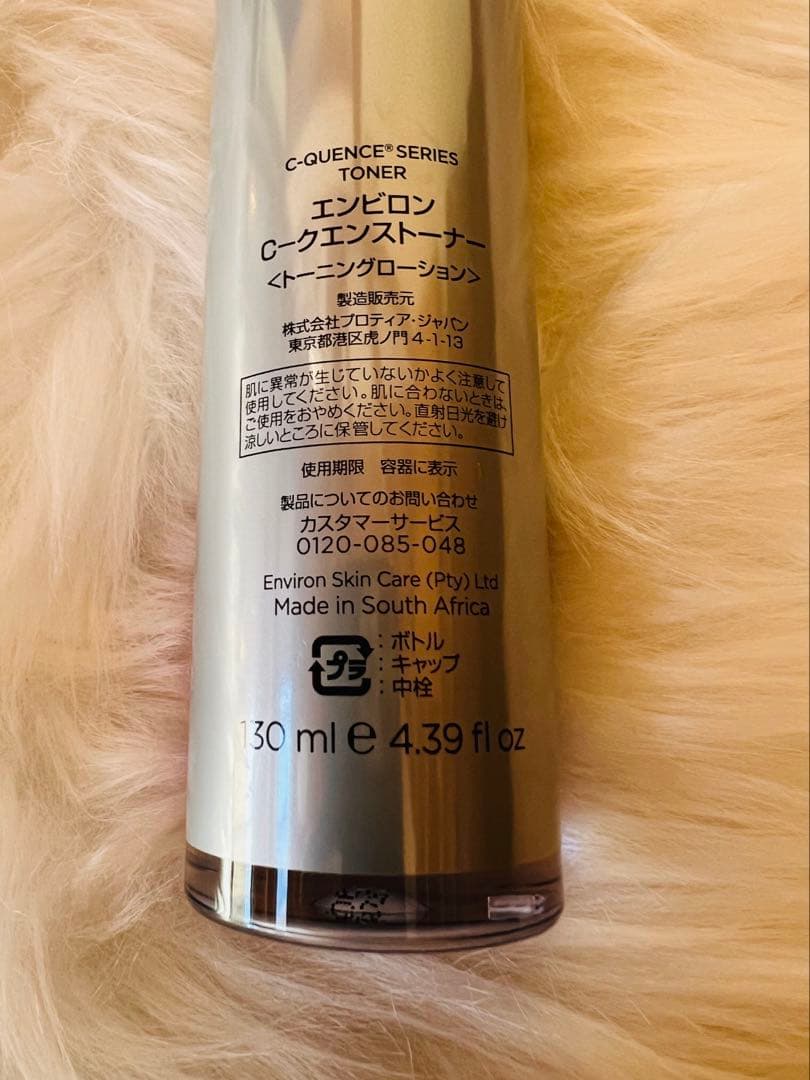 C-QUENCE® SERIES
TONER
エンビロン
C－クエンストーナー
<トーニングローション>
製造販売元
株式会社プロティア・ジャパン
東京都港区虎ノ門4-1-13
肌に異常が生じていないかよく注意して
使用してください。肌に合わないときは、
ご使用をおやめください。直射日光を避け
涼しいところに保管してください。
使用期限 容器に表示
製品についてのお問い合わせ
カスタマーサービス
0120-085-048
Environ Skin Care (Pty) Ltd
Made in South Africa
プラ : ボトル
: キャップ
: 中栓
130 ml e 4.39 fl oz